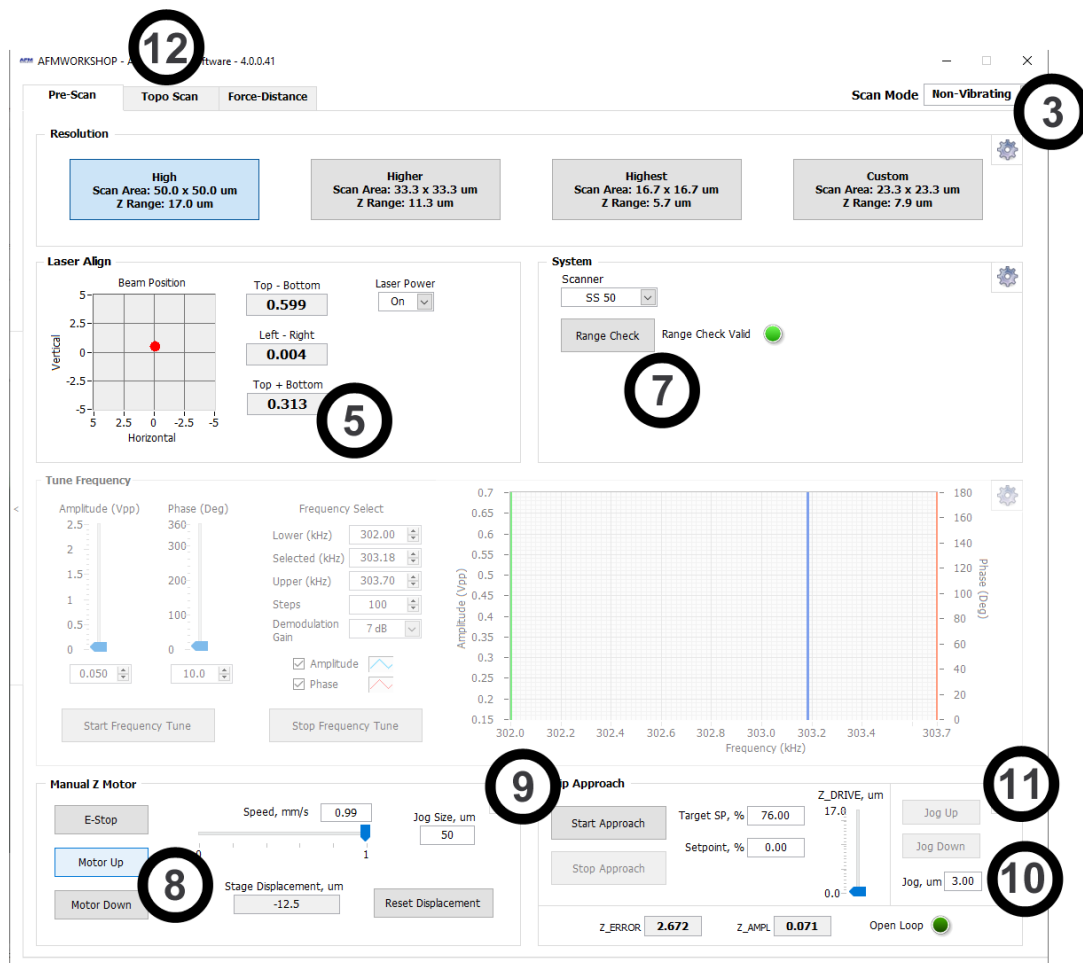 12
AFM AFMWORKSHOP - A ftware - 4.0.0.41
Pre-Scan Topo Scan Force-Distance Scan Mode Non-Vibrating
3
Resolution
High Higher Highest Custom
Scan Area: 50.0 x 50.0 um Scan Area: 33.3 x 33.3 um Scan Area: 16.7 x 16.7 um Scan Area: 23.3 x 23.3 um
Z Range: 17.0 um Z Range: 11.3 um Z Range: 5.7 um Z Range: 7.9 um
Laser Align
Beam Position
Vertical
5
2.5
0
-2.5
-5
5 2.5 0 -2.5 -5
Horizontal
Top - Bottom
0.599
Left - Right
0.004
Top + Bottom
0.313
Laser Power
On
5
System
Scanner
SS 50
Range Check Range Check Valid
7
Tune Frequency
<
Amplitude (Vpp)
2.5
2
1.5
1
0.5
0
0.050
Phase (Deg)
360
300
200
100
0
10.0
Frequency Select
Lower (kHz) 302.00
Selected (kHz) 303.18
Upper (kHz) 303.70
Steps 100
Demodulation
Gain 7 dB
Amplitude
Phase
Start Frequency Tune Stop Frequency Tune
Amplitude (Vpp)
0.7
0.65
0.6
0.55
0.5
0.45
0.4
0.35
0.3
0.25
0.2
0.15
302.0 302.2 302.4 302.6 302.8 303.0 303.2 303.4 303.7
Frequency (kHz)
180
160
140
120
100
80
60
40
20
0
Phase (Deg)
Manual Z Motor
E-Stop
Motor Up
Motor Down
8
Speed, mm/s 0.99
0 1
Jog Size, um
50
Stage Displacement, um
-12.5
Reset Displacement
9
ip Approach
Start Approach
Stop Approach
Target SP, % 76.00
Setpoint, % 0.00
Z_DRIVE, um
17.0
0.0
11
Jog Up
Jog Down
Jog, um 3.00
10
Z_ERROR 2.672 Z_AMPL 0.071 Open Loop